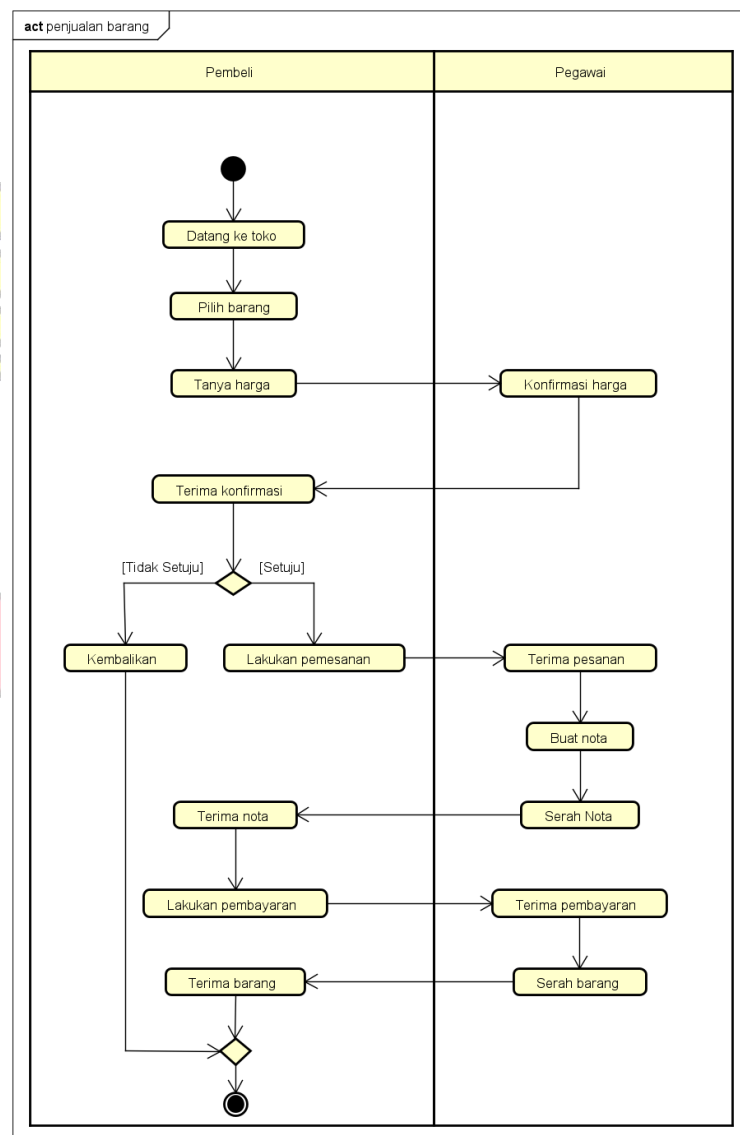 act penjualan barang
Pembeli
Pegawai
Datang ke toko
Pilih barang
Tanya harga
Konfirmasi harga
Terima konfirmasi
[Tidak Setuju]
[Setuju]
Kembalikan
Lakukan pemesanan
Terima pesanan
Buat nota
Terima nota
Serah Nota
Lakukan pembayaran
Terima pembayaran
Terima barang
Serah barang